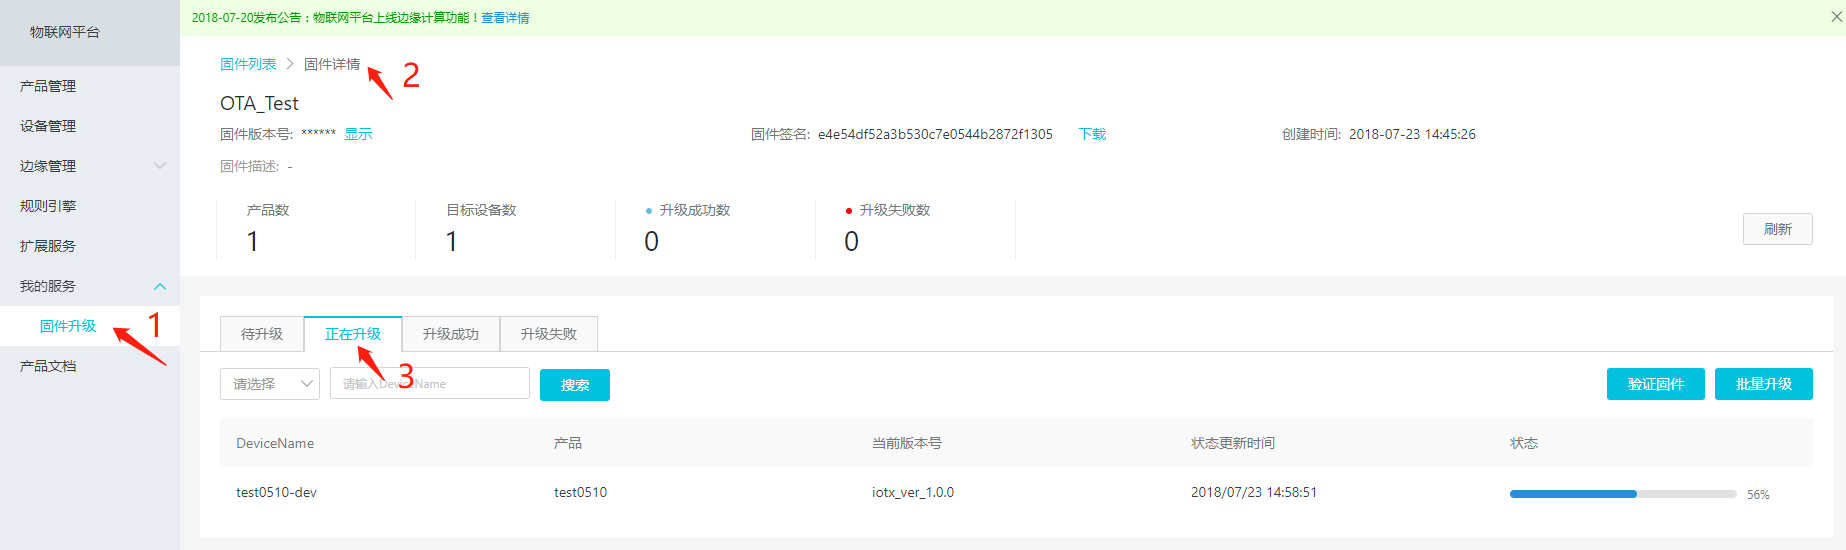 2018-07-20发布公告：物联网平台上线边缘计算功能！查看详情
物联网平台
产品管理
设备管理
边缘管理
规则引擎
扩展服务
我的服务
固件升级 1
产品文档
固件列表 > 固件详情 2
OTA_Test
固件版本号: ****** 显示 固件签名: e4e54df52a3b530c7e0544b2872f1305 下载 创建时间: 2018-07-23 14:45:26
固件描述: -
产品数 目标设备数 升级成功数 升级失败数
1 1 0 0
刷新
待升级 正在升级 升级成功 升级失败
3
请选择 请输入DeviceName 搜索 验证固件 批量升级
DeviceName 产品 当前版本号 状态更新时间 状态
test0510-dev test0510 iotx_ver_1.0.0 2018/07/23 14:58:51 56%